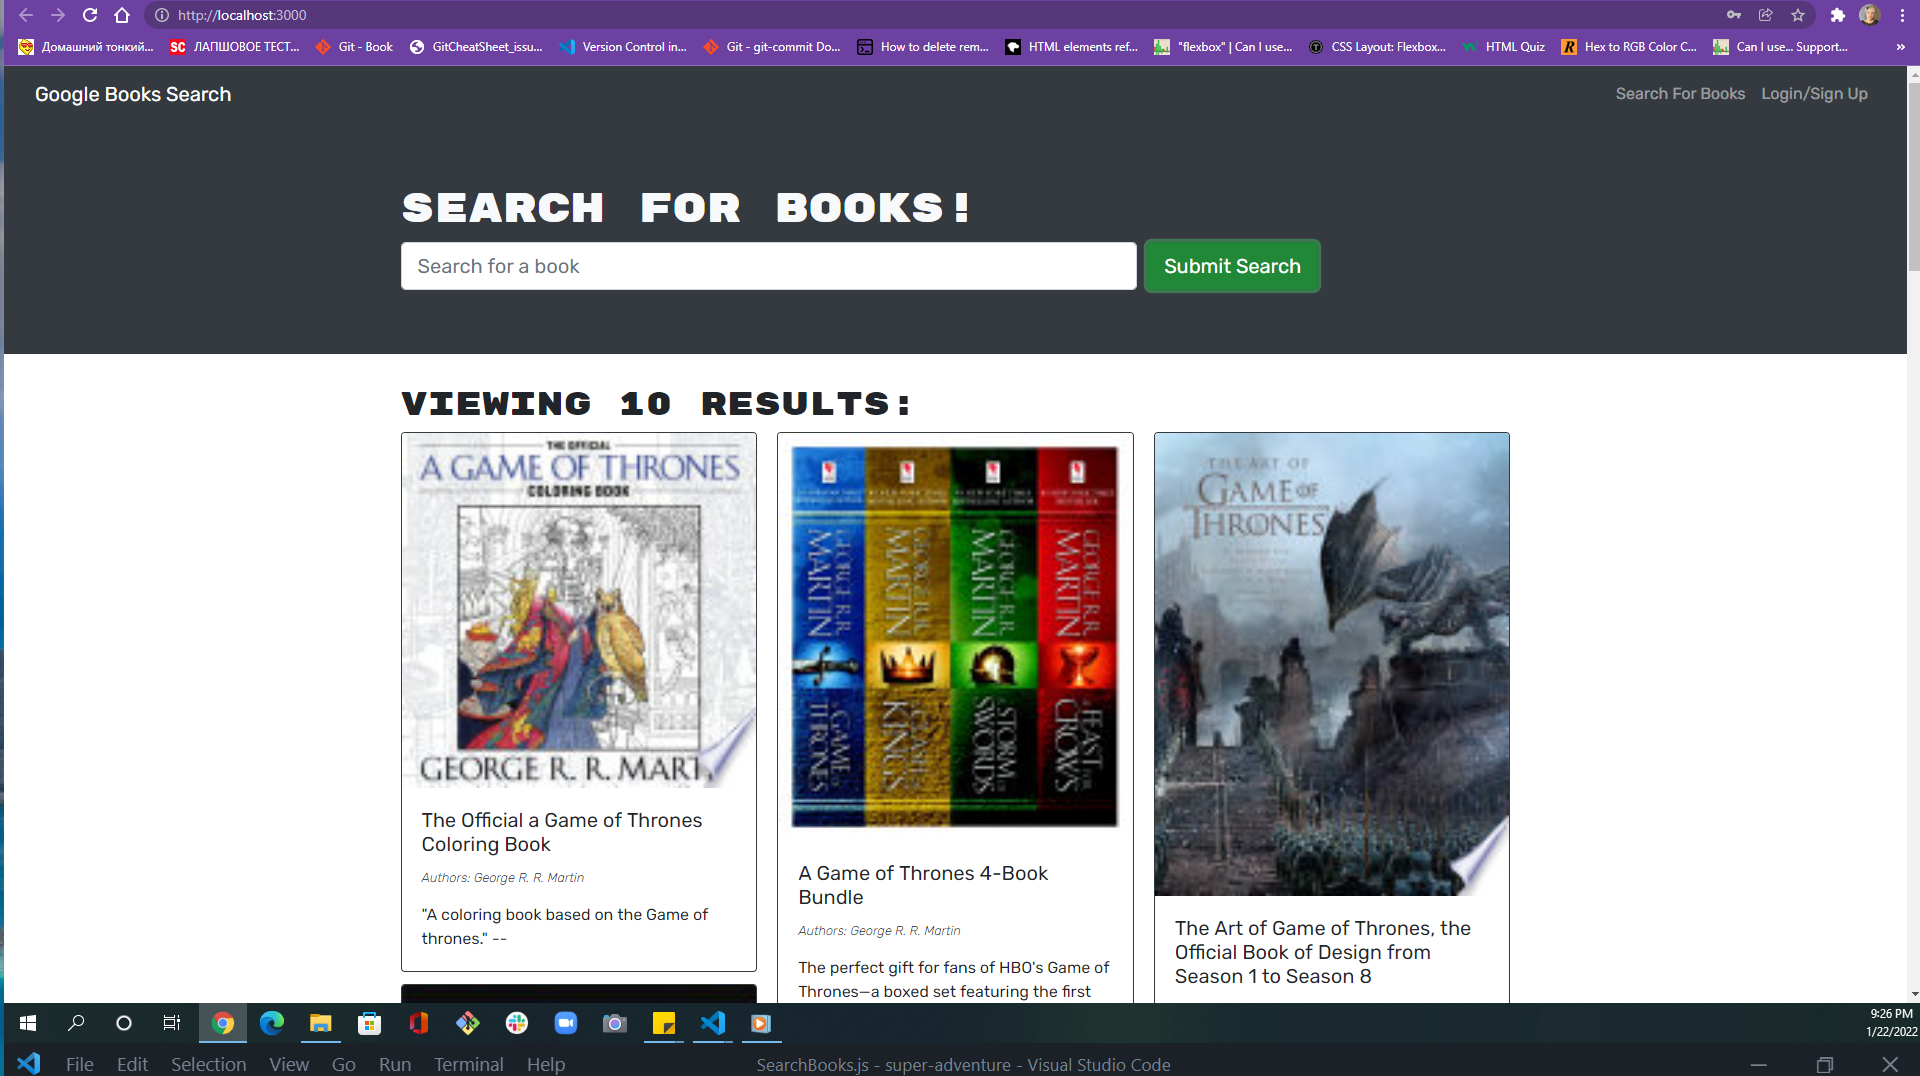 http://localhost:3000
Домашний тонкий...
ЛАПШОВОЕ ТЕСТ...
Git - Book
GitCheatSheet_issu...
Version Control in...
Git - git-commit Do...
How to delete rem...
HTML elements ref...
"flexbox" | Can I use...
CSS Layout: Flexbox...
HTML Quiz
Hex to RGB Color C...
Can I use... Support...
»
Google Books Search
Search For Books
Login/Sign Up
SEARCH FOR BOOKS!
Search for a book
Submit Search
VIEWING 10 RESULTS:
THE OFFICIAL
A GAME OF THRONES
COLORING BOOK
GEORGE R. R. MART
The Official a Game of Thrones
Coloring Book
Authors: George R. R. Martin
"A coloring book based on the Game of
thrones." --
GEORGE R.R.
MARTIN
A GAME OF
THRONES
GEORGE R.R.
MARTIN
A CLASH OF
KINGS
GEORGE R.R.
MARTIN
A STORM OF
SWORDS
GEORGE R.R.
MARTIN
A FEAST FOR
CROWS
A Game of Thrones 4-Book
Bundle
Authors: George R. R. Martin
The perfect gift for fans of HBO's Game of
Thrones—a boxed set featuring the first
THE ART OF
GAME OF
THRONES
The Art of Game of Thrones, the
Official Book of Design from
Season 1 to Season 8
9:26 PM
1/22/2022
File Edit Selection View Go Run Terminal Help
SearchBooks.js - super-adventure - Visual Studio Code